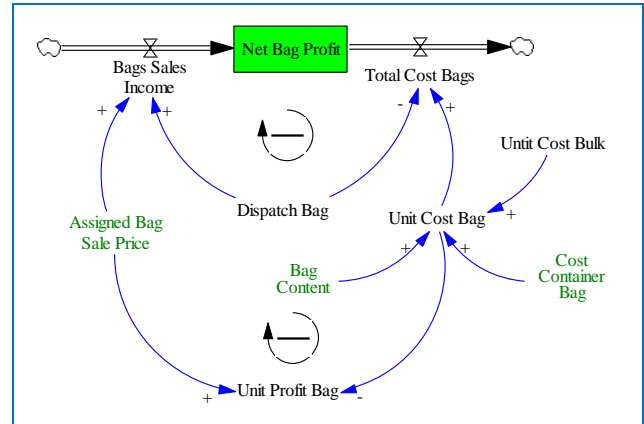 Net Bag Profit
Bags Sales
Income
Total Cost Bags
+
+
-
+
Untit Cost Bulk
Dispatch Bag
Assigned Bag
Sale Price
Unit Cost Bag
+
+
+
Bag
Content
Cost
Container
Bag
Unit Profit Bag
+
-